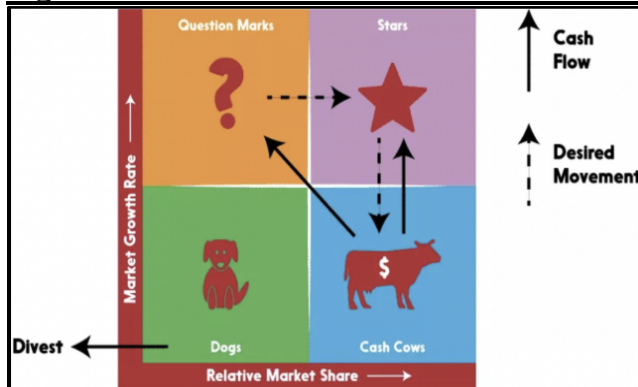 Question Marks
Stars
Cash
Flow
?
Desired
Movement
Market Growth Rate
$
Divest
Dogs
Cash Cows
Relative Market Share